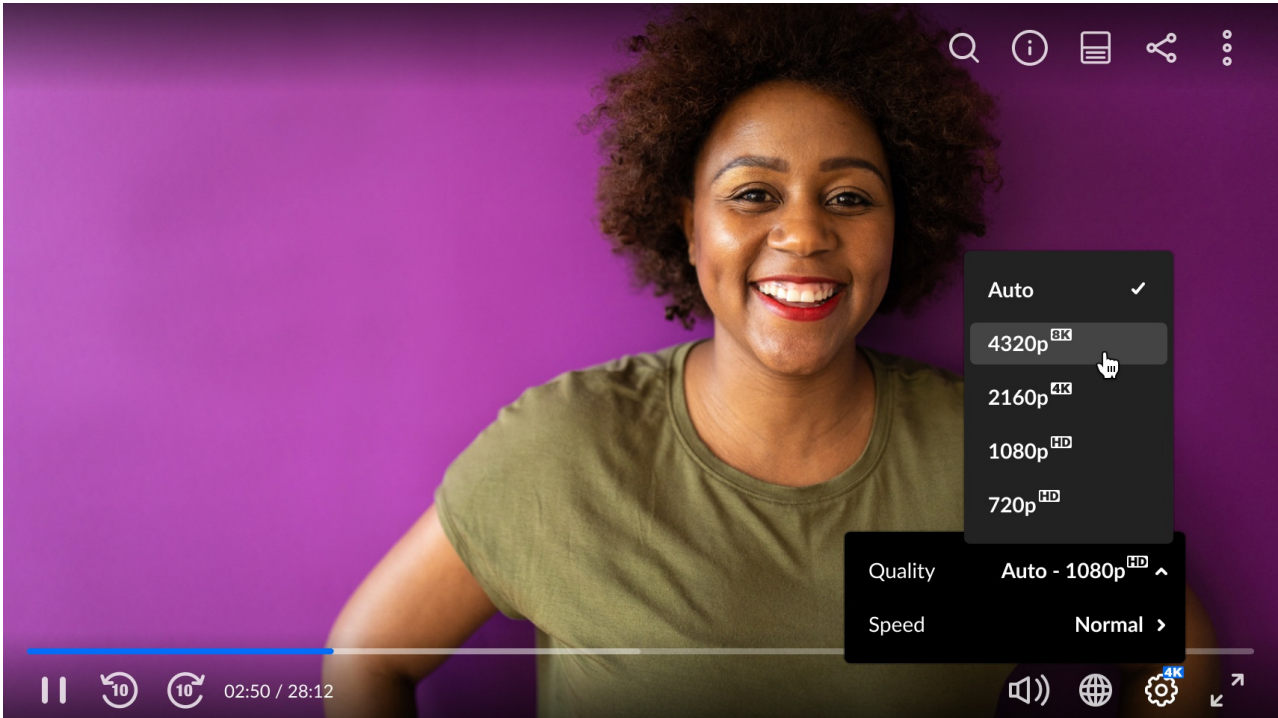 Auto
4320p 8K
2160p 4K
1080p HD
720p HD
Quality Auto - 1080p HD
Speed Normal
10 10 02:50 / 28:12 4K